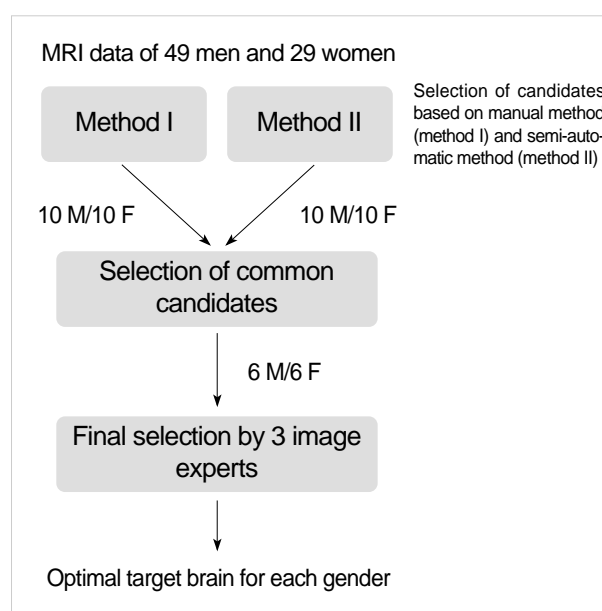 MRI data of 49 men and 29 women
Method I
Method II
Selection of candidates
based on manual method
(method I) and semi-auto-
matic method (method II)
10 M/10 F
10 M/10 F
Selection of common
candidates
6 M/6 F
Final selection by 3 image
experts
Optimal target brain for each gender